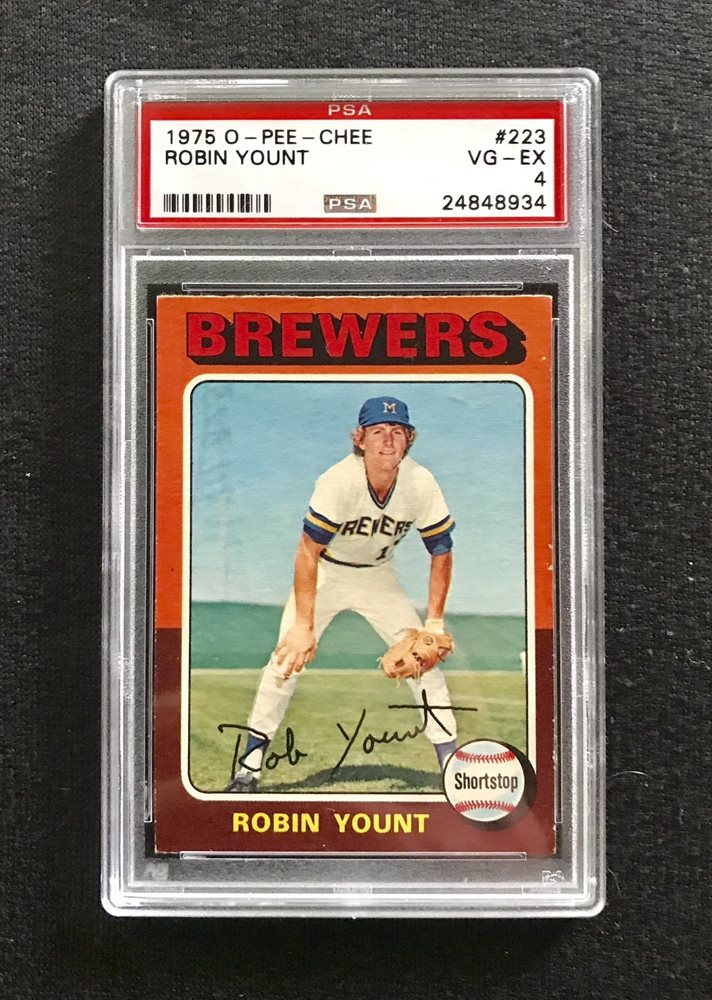 PSA
1975 O-PEE-CHEE #223
ROBIN YOUNT VG-EX
4
PSA 24848934
BREWERS
M
BREWERS
Rob Yount
Shortstop
ROBIN YOUNT